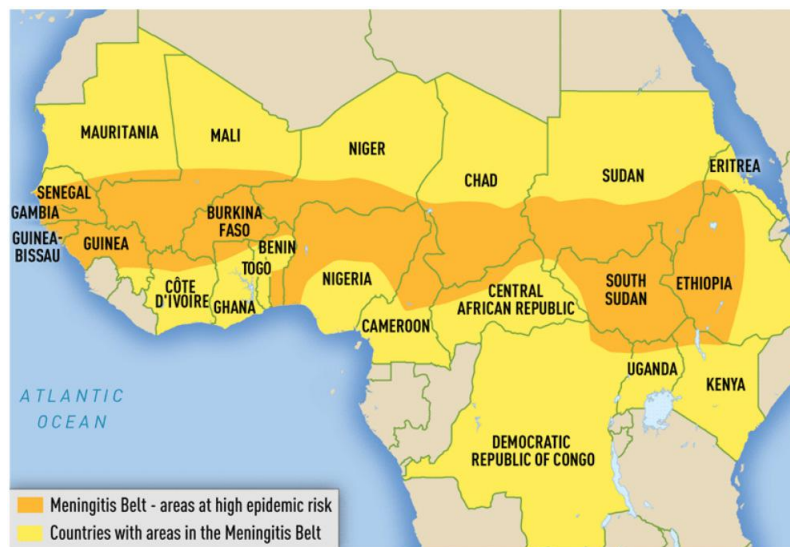 MAURITANIA
MALI
NIGER
CHAD
SUDAN
ERITREA
SENEGAL
GAMBIA
GUINEA-
BISSAU
GUINEA
BURKINA
FASO
BENIN
TOGO
CÔTE
D'IVOIRE
GHANA
NIGERIA
CAMEROON
CENTRAL
AFRICAN REPUBLIC
SOUTH
SUDAN
ETHIOPIA
UGANDA
KENYA
DEMOCRATIC
REPUBLIC OF CONGO
ATLANTIC
OCEAN
Meningitis Belt - areas at high epidemic risk
Countries with areas in the Meningitis Belt